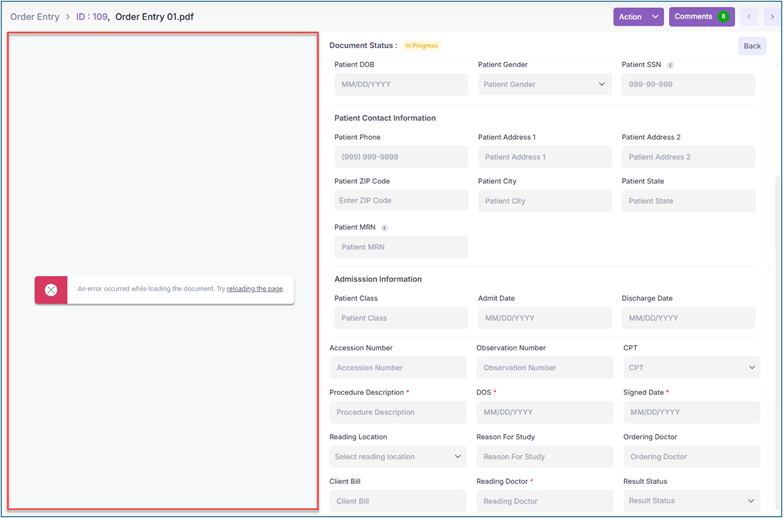 Order Entry > ID : 109, Order Entry 01.pdf
Action
Comments 8
Document Status : In Progress
Back
An error occurred while loading the document. Try reloading the page.
Patient DOB Patient Gender Patient SSN
MM/DD/YYYY Patient Gender 999-99-999
Patient Contact Information
Patient Phone Patient Address 1 Patient Address 2
(999) 999-9999 Patient Address 1 Patient Address 2
Patient ZIP Code Patient City Patient State
Enter ZIP Code Patient City Patient State
Patient MRN
Patient MRN
Admisssion Information
Patient Class Admit Date Discharge Date
Patient Class MM/DD/YYYY MM/DD/YYYY
Accession Number Observation Number CPT
Accession Number Observation Number CPT
Procedure Description * DOS * Signed Date *
Procedure Description MM/DD/YYYY MM/DD/YYYY
Reading Location Reason For Study Ordering Doctor
Select reading location Reason For Study Ordering Doctor
Client Bill Reading Doctor * Result Status
Client Bill Reading Doctor Result Status